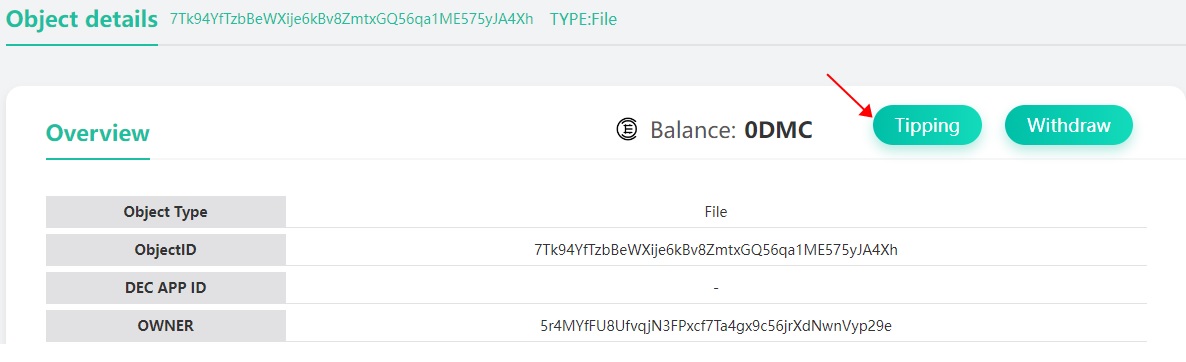 Object details 7Tk94YfTzbBeWXije6kBv8ZmtxGQ56qa1ME575yJA4Xh TYPE:File
Overview Balance: 0DMC Tipping Withdraw
Object Type File
ObjectID 7Tk94YfTzbBeWXije6kBv8ZmtxGQ56qa1ME575yJA4Xh
DEC APP ID -
OWNER 5r4MYfFU8UfvqjN3FPxcf7Ta4gx9c56jrXdNwnVyp29e